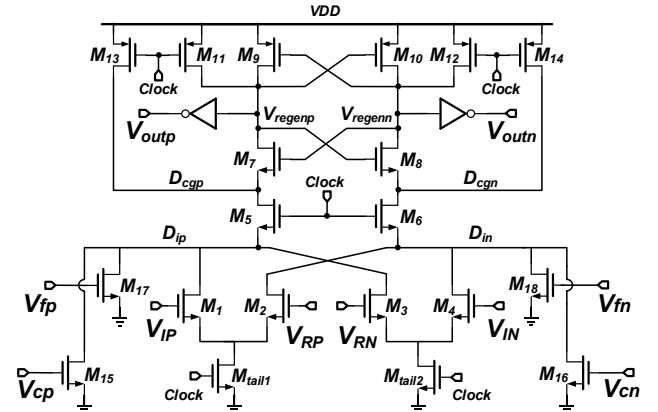 VDD
M13 M11 M9 M10 M12 M14
Clock Clock
Voutp Vregenp Vregenn Voutn
M7 M8
Dcgp Clock Dcgn
M5 M6
Dip Din
Vfp M17 M18 Vfn
M1 M2 M3 M4
VIP VRP VRN VIN
Vcp M15 Mtail1 Mtail2 M16 Vcn
Clock Clock